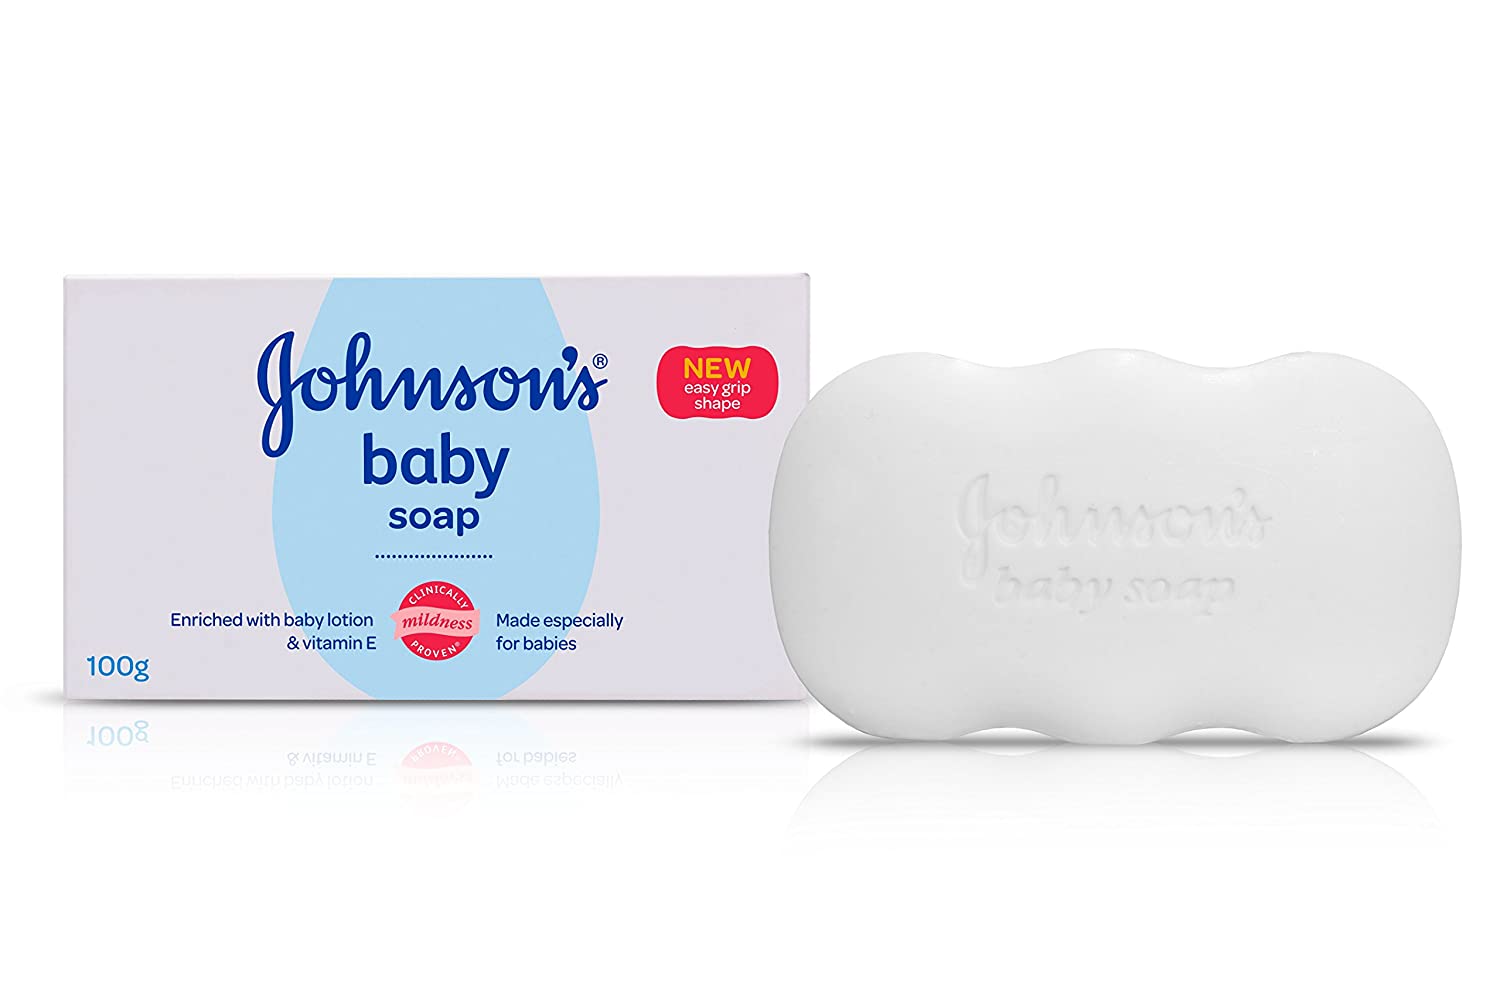 Johnson's®
baby
soap
NEW
easy grip
shape
Enriched with baby lotion
& vitamin E
CLINICALLY
mildness
PROVEN®
Made especially
for babies
100g
Johnson's
baby soap